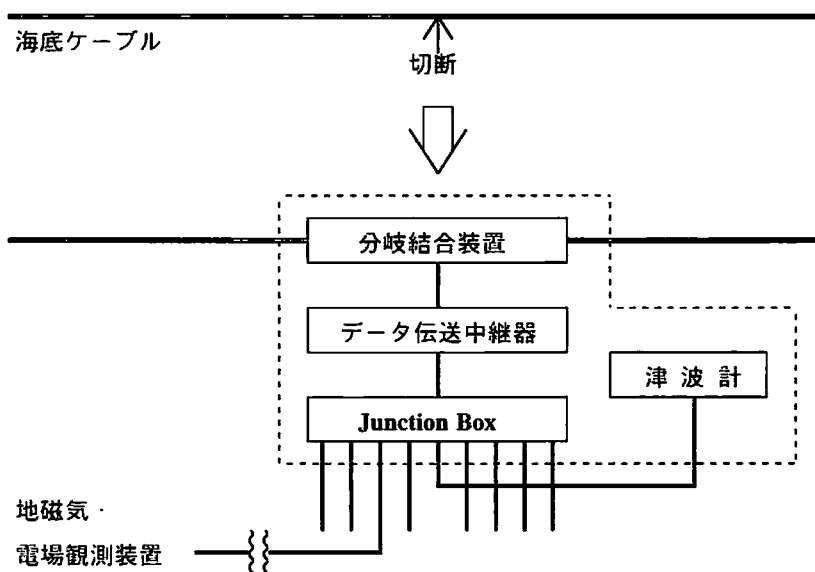 海底ケーブル
切断
分岐結合装置
データ伝送中継器
津波計
Junction Box
地磁気・
電場観測装置